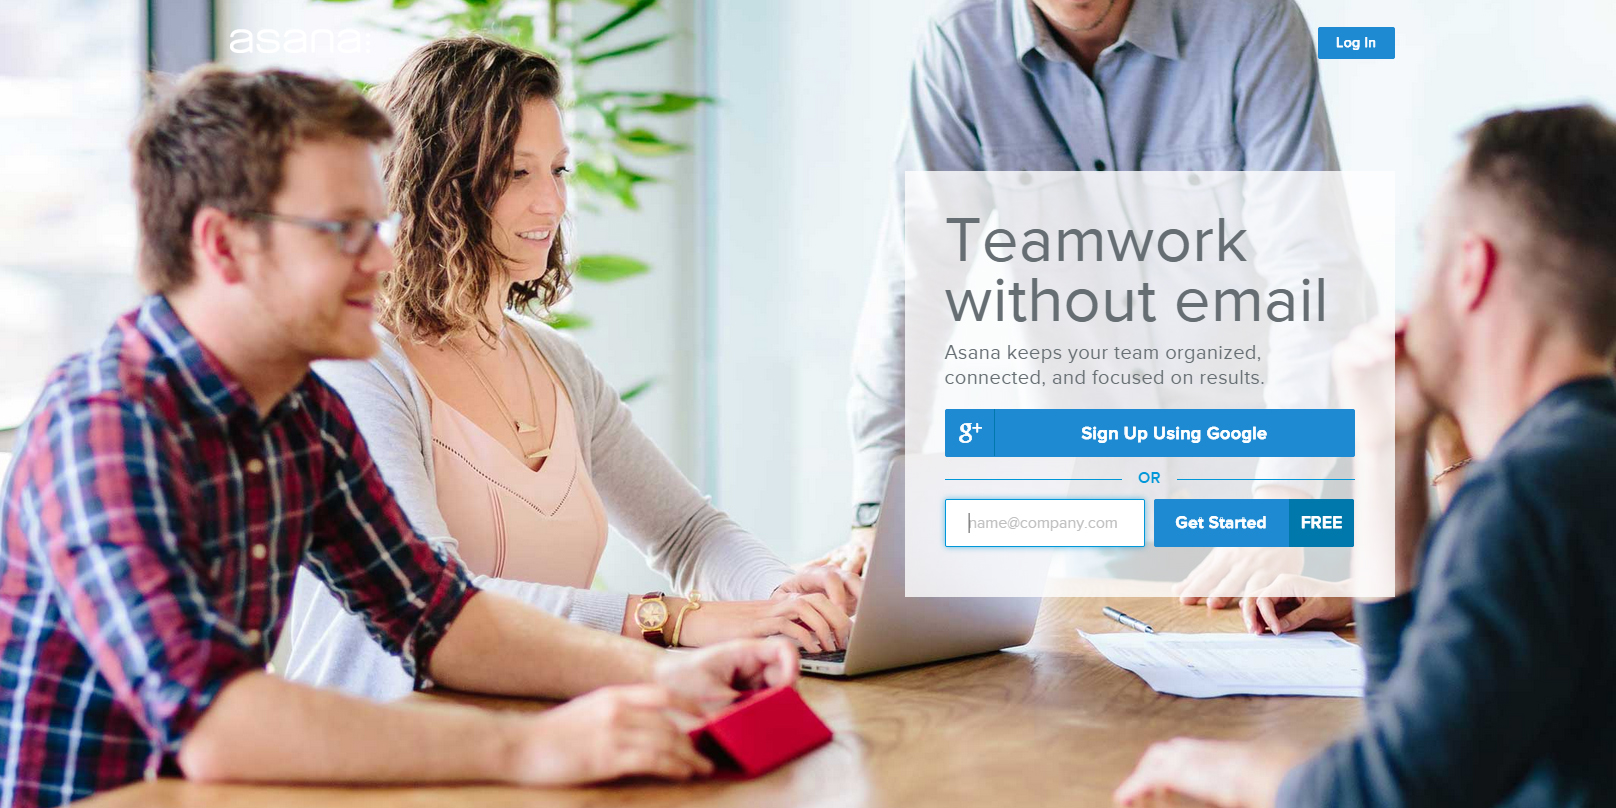 asana:
Log In
Teamwork
without email
Asana keeps your team organized,
connected, and focused on results.
g+ Sign Up Using Google
OR
name@company.com Get Started FREE